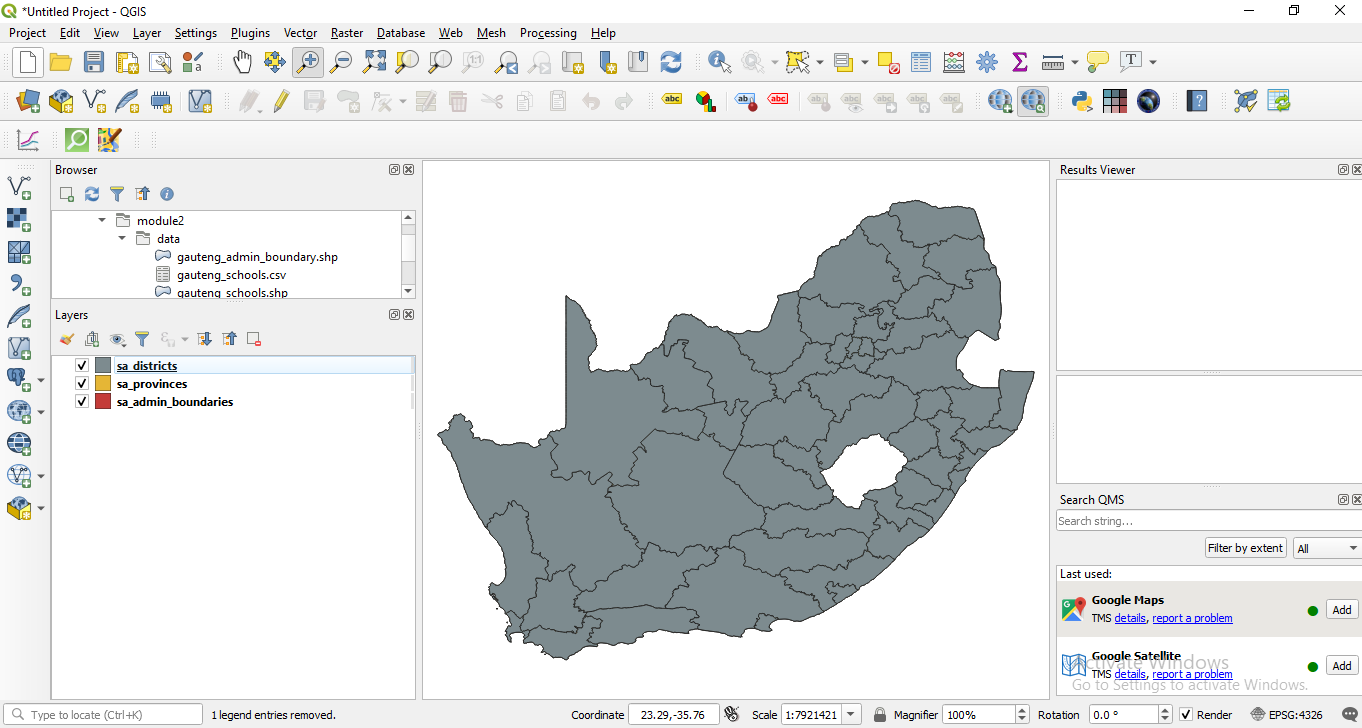 *Untitled Project - QGIS
Project Edit View Layer Settings Plugins Vector Raster Database Web Mesh Processing Help
Browser
module2
data
gauteng_admin_boundary.shp
gauteng_schools.csv
gauteng_schools.shp
Layers
sa_districts
sa_provinces
sa_admin_boundaries
Results Viewer
Search QMS
Search string...
Filter by extent All
Last used:
Google Maps
TMS details, report a problem
Add
Google Satellite
TMS details, report a problem
Add
Activate Windows
Go to Settings to activate Windows.
Type to locate (Ctrl+K) 1 legend entries removed. Coordinate 23.29,-35.76 Scale 1:7921421 Magnifier 100% Rotation 0.0 ° Render EPSG:4326